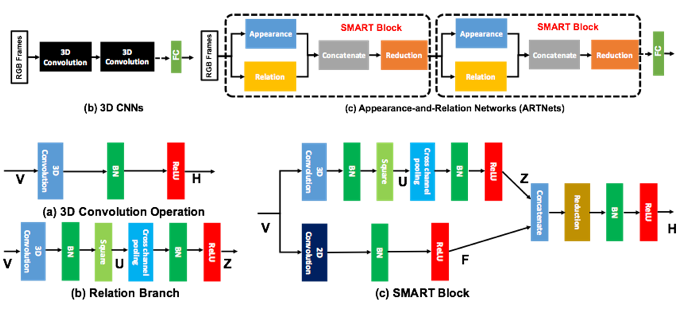 RGB Frames
3D
Convolution
3D
Convolution
FC
(b) 3D CNNs
RGB Frames
SMART Block
Appearance
Relation
Concatenate
Reduction
SMART Block
Appearance
Relation
Concatenate
Reduction
FC
(c) Appearance-and-Relation Networks (ARTNets)
V
3D
Convolution
BN
ReLU
H
(a) 3D Convolution Operation
V
3D
Convolution
BN
Square
U
Cross channel
pooling
BN
ReLU
Z
(b) Relation Branch
V
3D
Convolution
BN
Square
U
Cross channel
pooling
BN
ReLU
Z
2D
Convolution
BN
ReLU
F
Concatenate
Reduction
BN
ReLU
H
(c) SMART Block